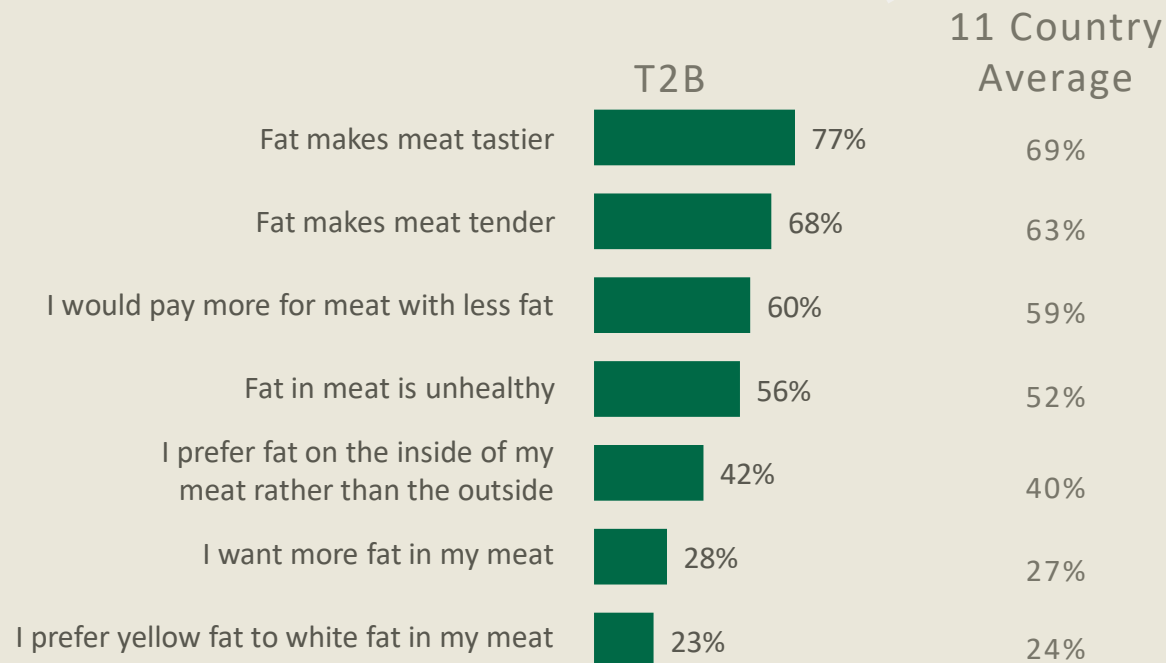 11 Country
Average
T2B
Fat makes meat tastier 77% 69%
Fat makes meat tender 68% 63%
I would pay more for meat with less fat 60% 59%
Fat in meat is unhealthy 56% 52%
I prefer fat on the inside of my
meat rather than the outside 42% 40%
I want more fat in my meat 28% 27%
I prefer yellow fat to white fat in my meat 23% 24%